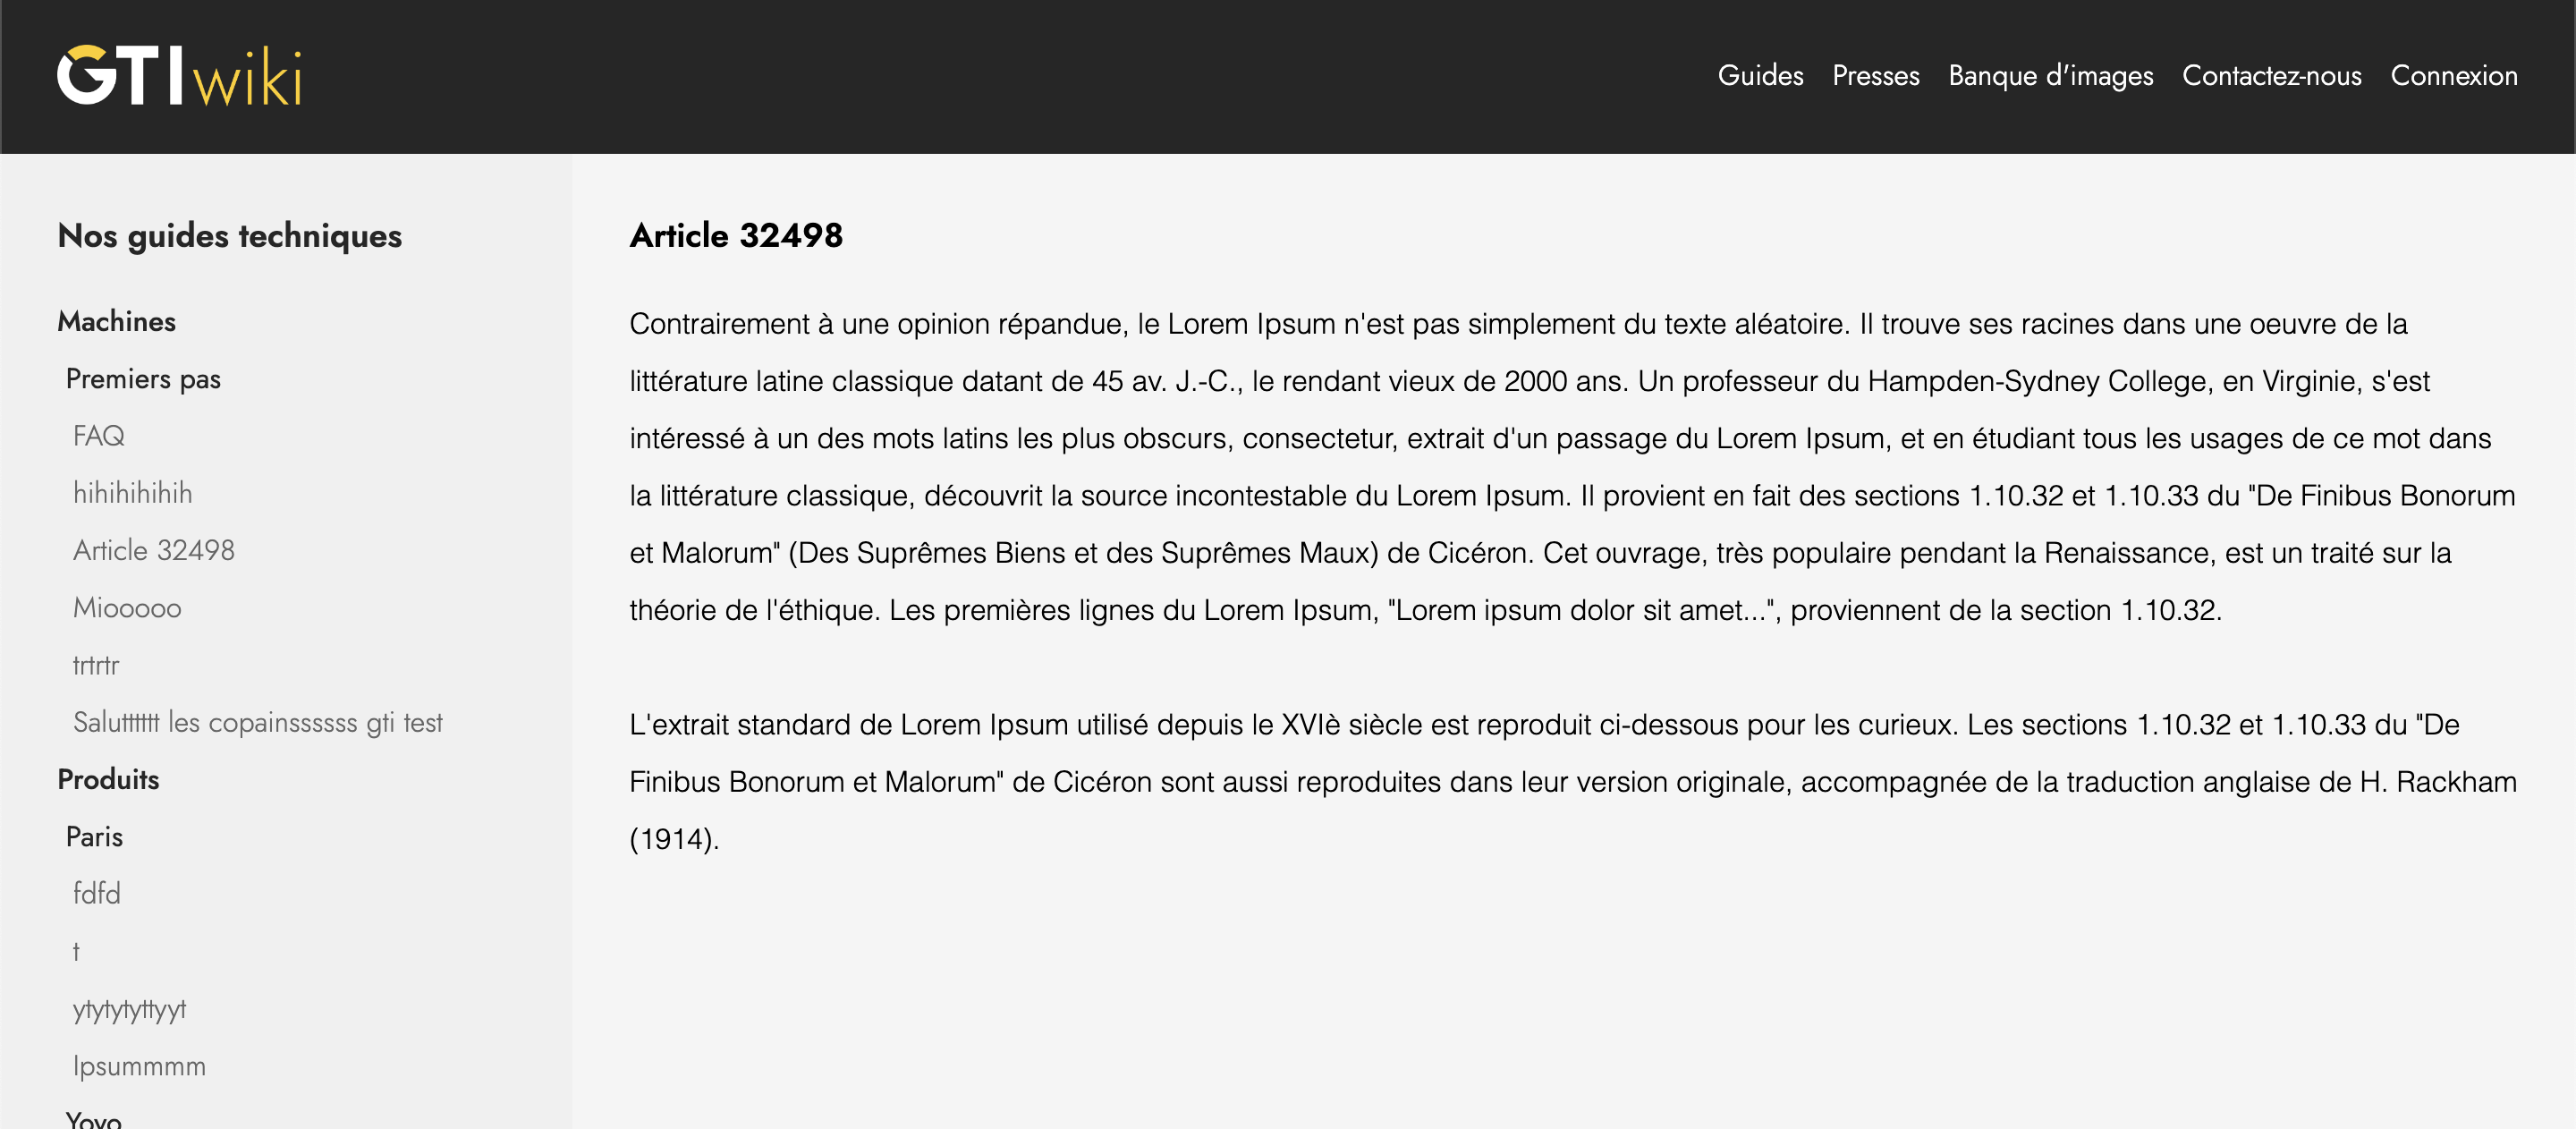 GTIwiki
Guides Presses Banque d'images Contactez-nous Connexion
Nos guides techniques
Machines
Premiers pas
FAQ
hihihihihih
Article 32498
Miooooo
trtrtr
Salutttttt les copainssssss gti test
Produits
Paris
fdfd
t
ytytytyttyyt
Ipsummmm
Yoyo
Article 32498
Contrairement à une opinion répandue, le Lorem Ipsum n'est pas simplement du texte aléatoire. Il trouve ses racines dans une oeuvre de la
littérature latine classique datant de 45 av. J.-C., le rendant vieux de 2000 ans. Un professeur du Hampden-Sydney College, en Virginie, s'est
intéressé à un des mots latins les plus obscurs, consectetur, extrait d'un passage du Lorem Ipsum, et en étudiant tous les usages de ce mot dans
la littérature classique, découvrit la source incontestable du Lorem Ipsum. Il provient en fait des sections 1.10.32 et 1.10.33 du "De Finibus Bonorum
et Malorum" (Des Suprêmes Biens et des Suprêmes Maux) de Cicéron. Cet ouvrage, très populaire pendant la Renaissance, est un traité sur la
théorie de l'éthique. Les premières lignes du Lorem Ipsum, "Lorem ipsum dolor sit amet...", proviennent de la section 1.10.32.
L'extrait standard de Lorem Ipsum utilisé depuis le XVIè siècle est reproduit ci-dessous pour les curieux. Les sections 1.10.32 et 1.10.33 du "De
Finibus Bonorum et Malorum" de Cicéron sont aussi reproduites dans leur version originale, accompagnée de la traduction anglaise de H. Rackham
(1914).